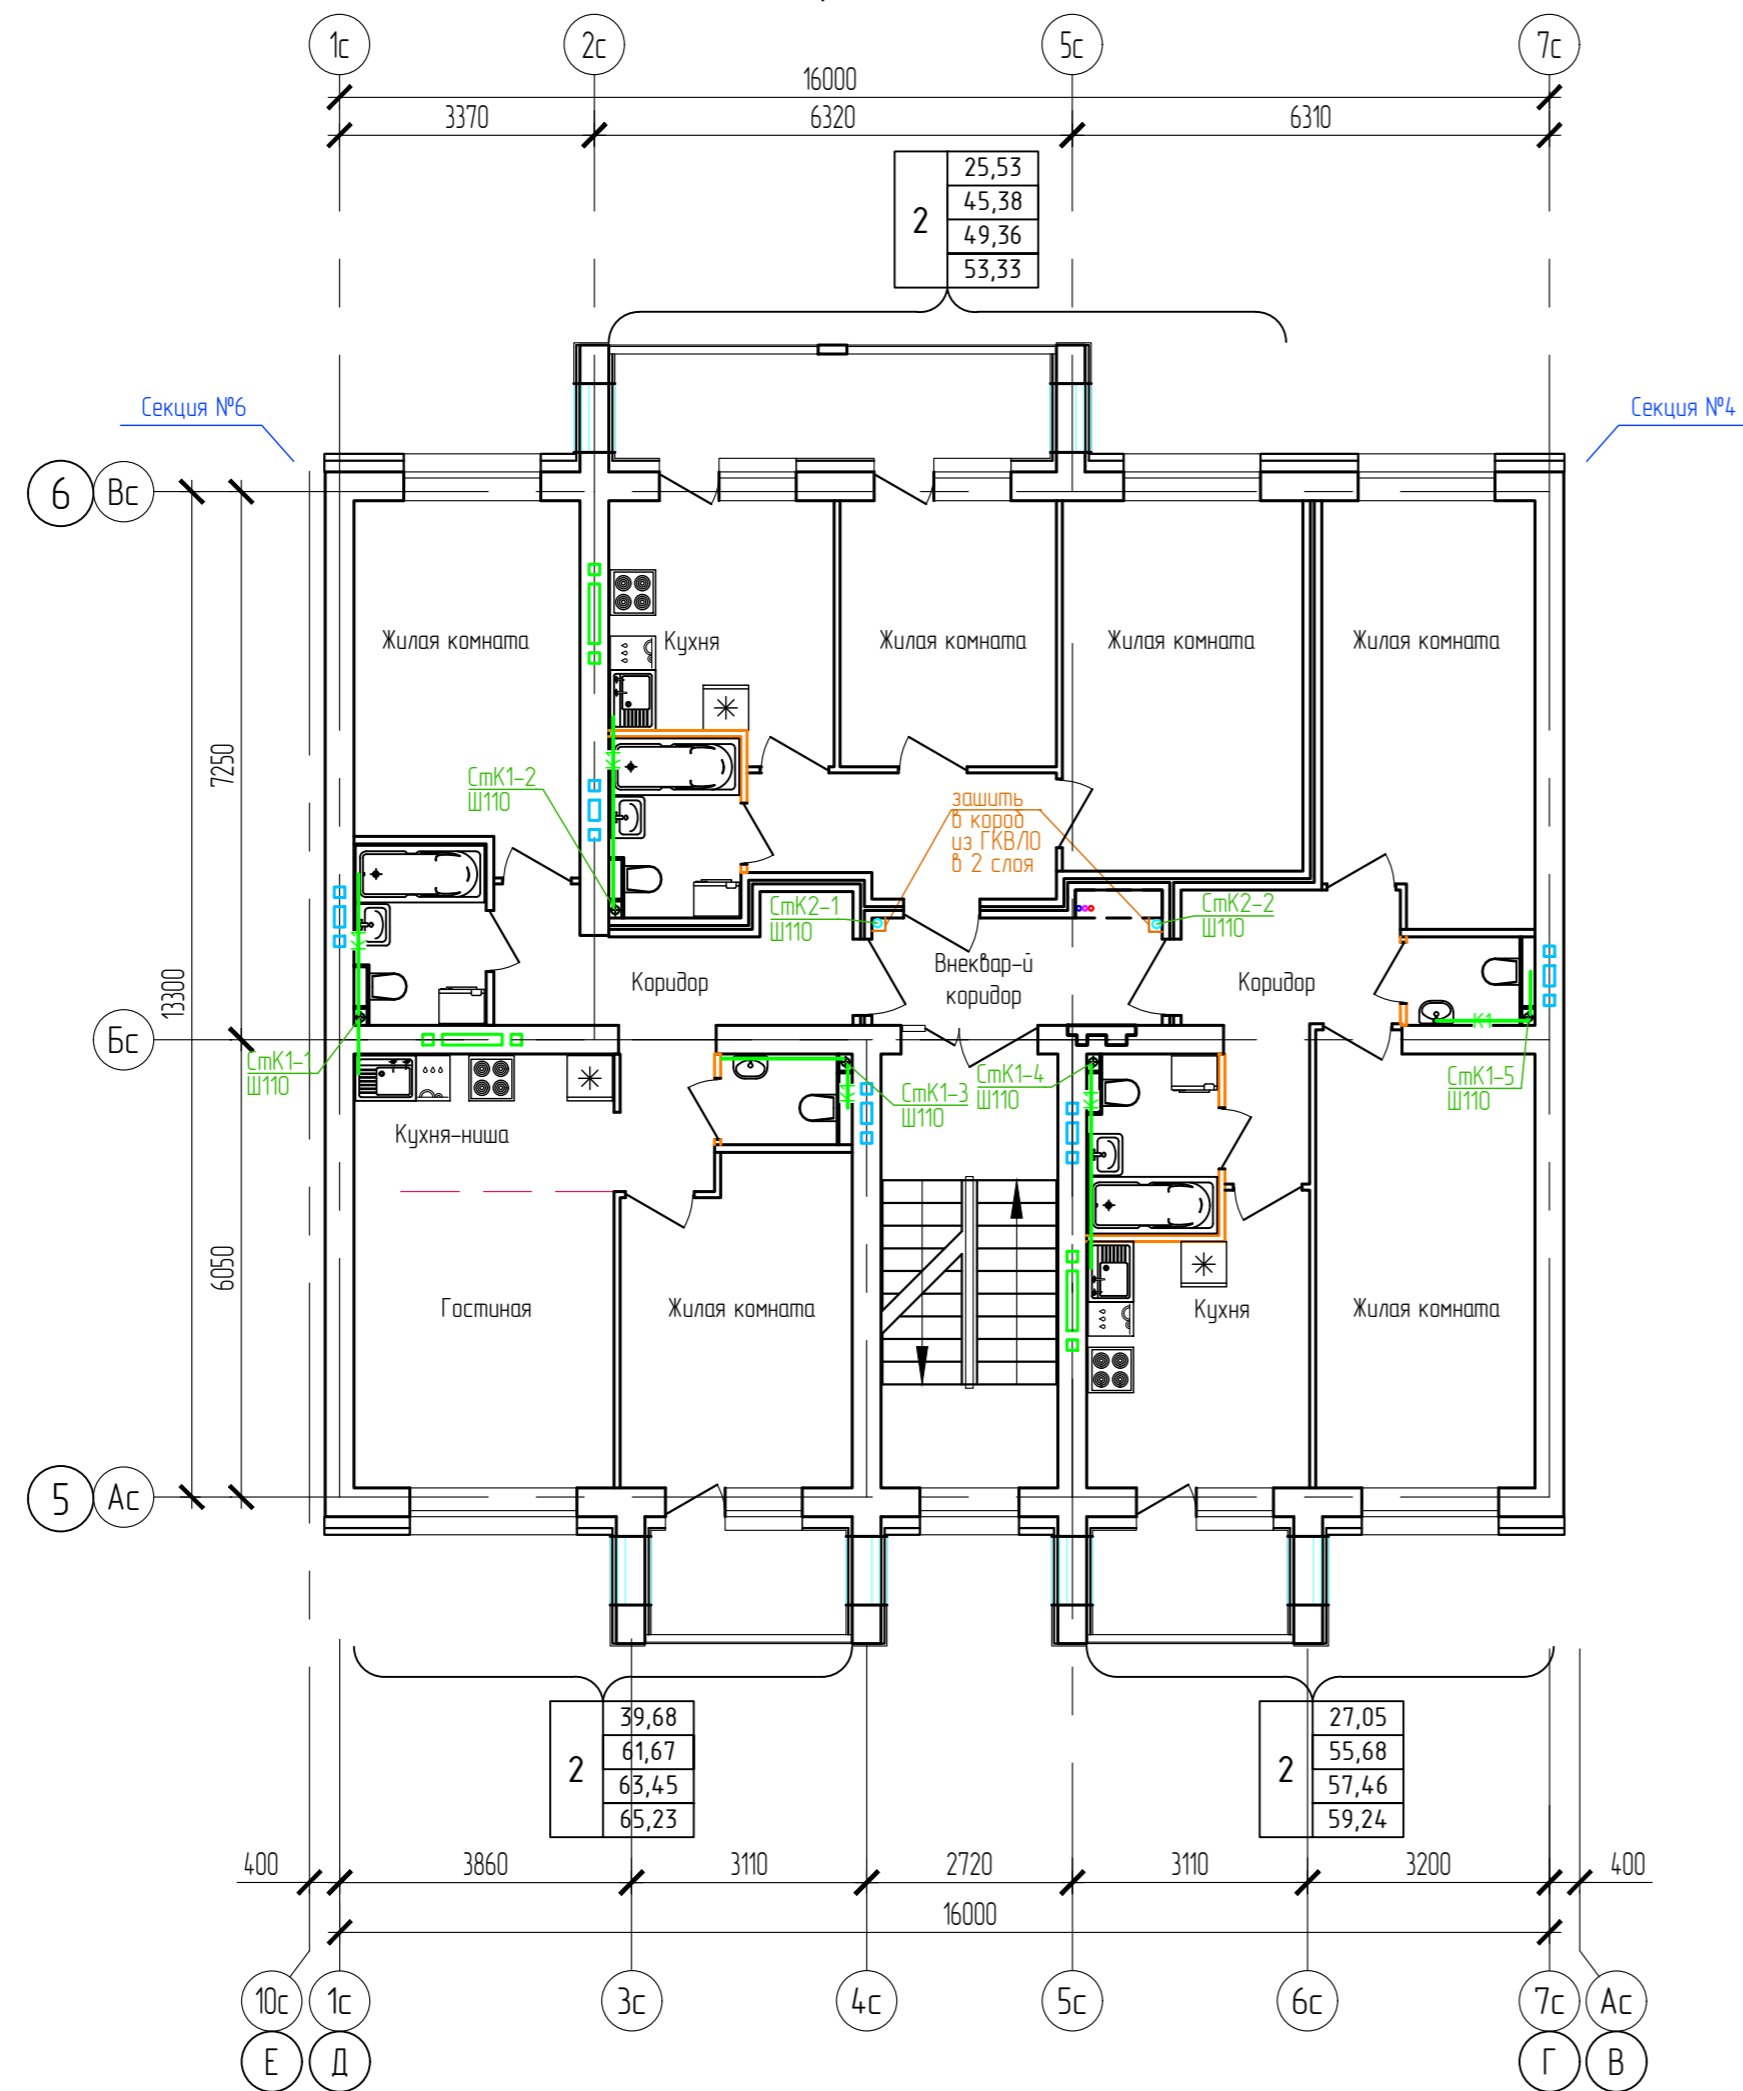 1с
2с
5с
7с
16000
3370
6320
6310
2
25,53
45,38
49,36
53,33
Секция №6
Секция №4
6
Вс
Жилая комната
Кухня
Жилая комната
Жилая комната
Жилая комната
7250
13300
СтК1-2
Ш110
К1
зашить
в короб
из ГКВЛО
в 2 слоя
СтК2-1
Ш110
СтК2-2
Ш110
К1
Внеквар-й
коридор
Коридор
Коридор
К1
Бс
СтК1-1
Ш110
СтК1-3
Ш110
К1
СтК1-4
Ш110
К1
СтК1-5
Ш110
Кухня-ниша
6050
Гостиная
Жилая комната
Кухня
Жилая комната
5
Ас
2
39,68
61,67
63,45
65,23
2
27,05
55,68
57,46
59,24
400
3860
3110
2720
3110
3200
400
16000
10с
1с
3с
4с
5с
6с
7с
Ас
Е
Д
Г
В